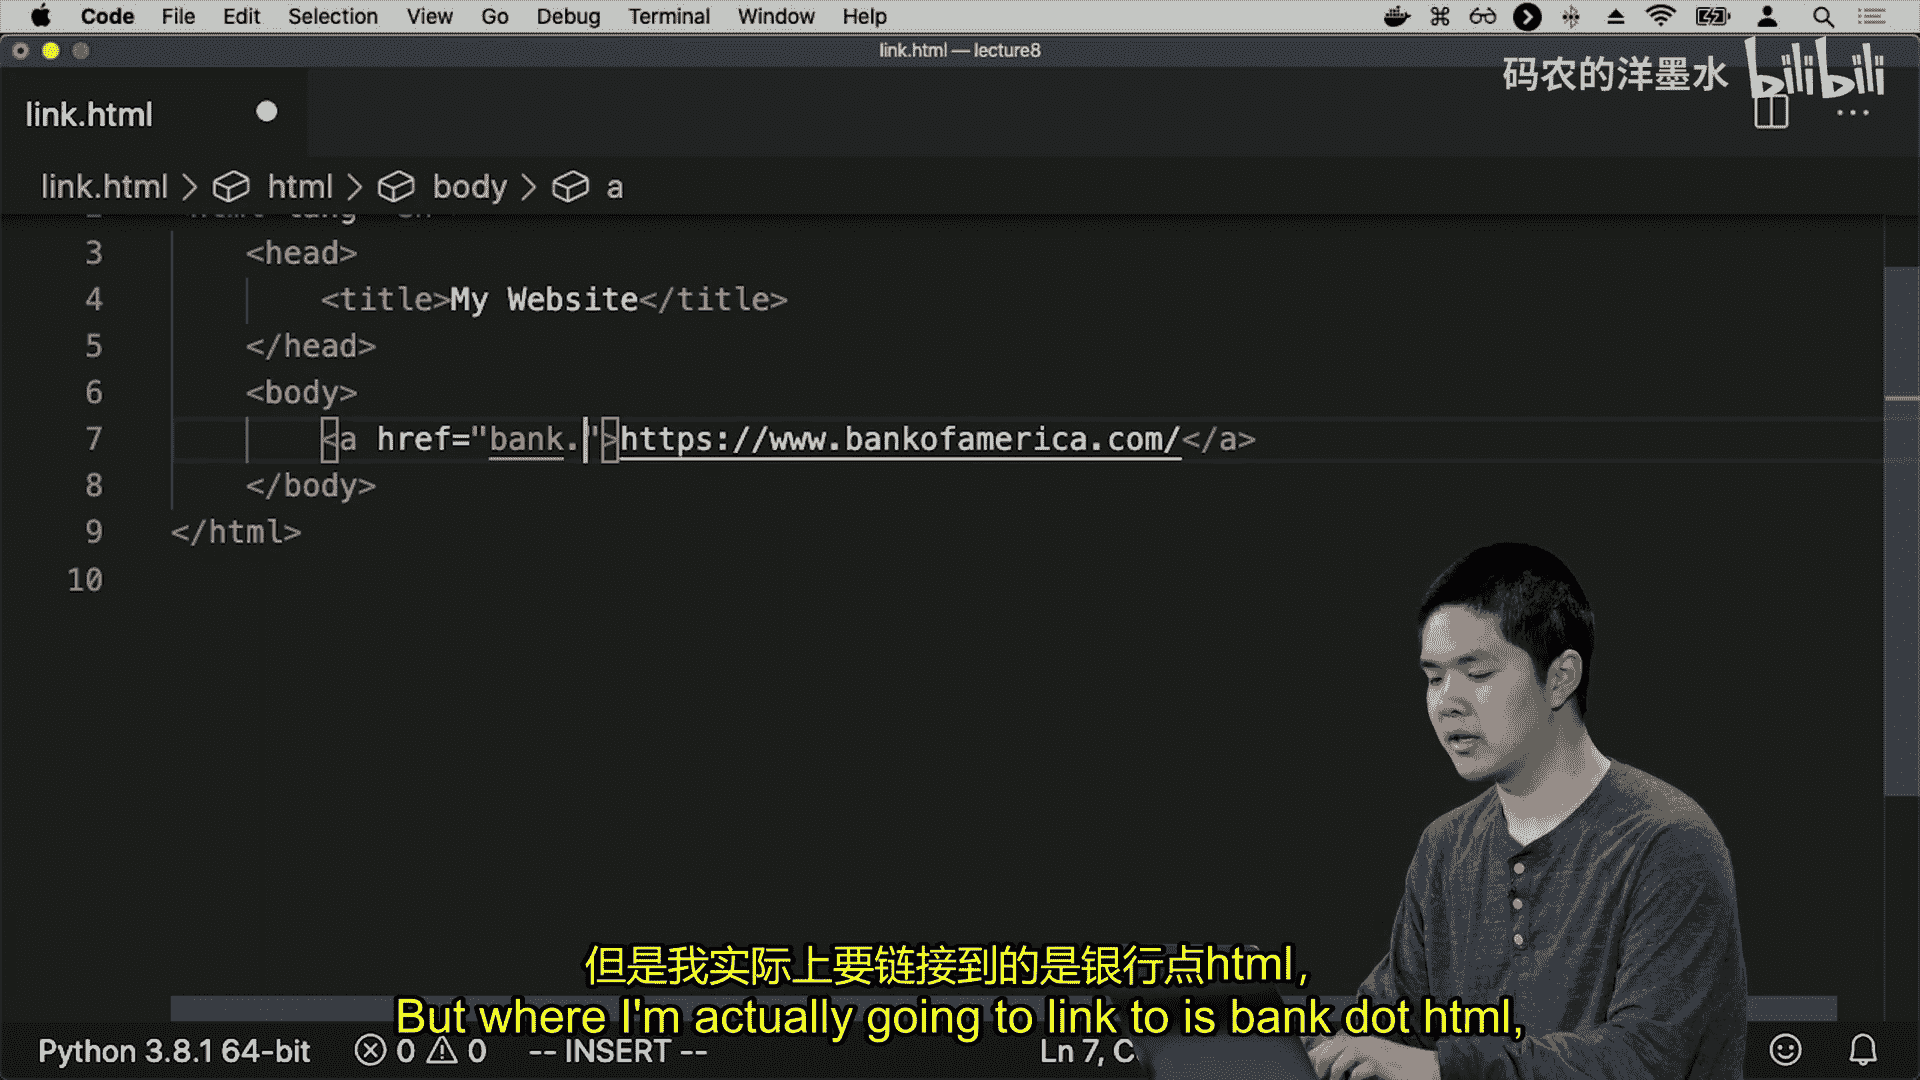 Code File Edit Selection View Go Debug Terminal Window Help
link.html — lecture8
码农的洋墨水 bilibili
link.html
link.html > html > body > a
3 <head>
4 <title>My Website</title>
5 </head>
6 <body>
7 <a href="bank.">https://www.bankofamerica.com/</a>
8 </body>
9 </html>
10
但是我实际上要链接到的是银行点html，
But where I'm actually going to link to is bank dot html,
Python 3.8.1 64-bit 0 0 -- INSERT -- Ln 7, C